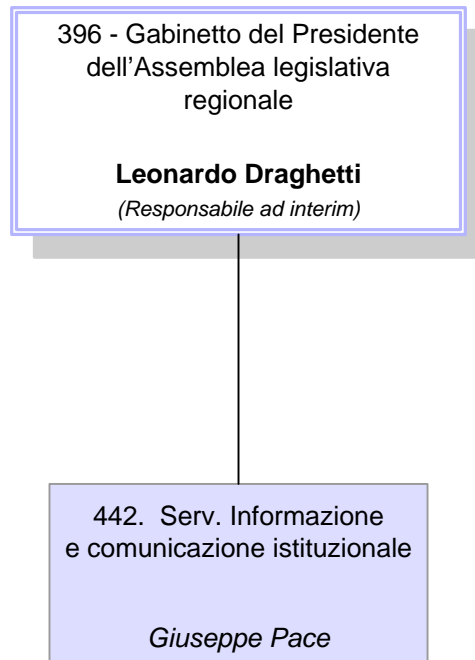 396 - Gabinetto del Presidente
dell'Assemblea legislativa
regionale
Leonardo Draghetti
(Responsabile ad interim)
442.  Serv. Informazione
e comunicazione istituzionale
Giuseppe Pace